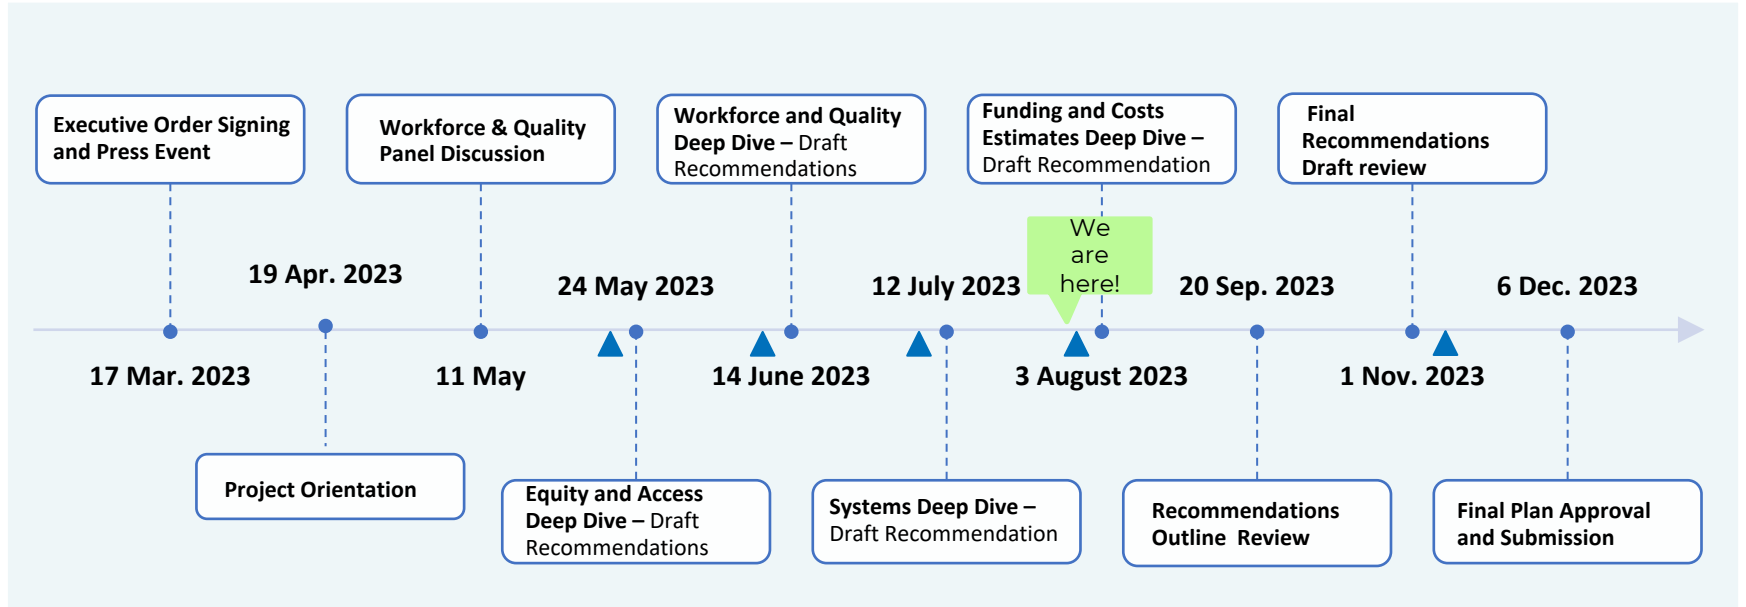 Executive Order Signing
and Press Event
Workforce & Quality
Panel Discussion
Workforce and Quality
Deep Dive – Draft
Recommendations
Funding and Costs
Estimates Deep Dive –
Draft Recommendation
Final
Recommendations
Draft review
We
are
here!
19 Apr. 2023
24 May 2023
12 July 2023
20 Sep. 2023
6 Dec. 2023
17 Mar. 2023
11 May
14 June 2023
3 August 2023
1 Nov. 2023
Project Orientation
Equity and Access
Deep Dive – Draft
Recommendations
Systems Deep Dive –
Draft Recommendation
Recommendations
Outline Review
Final Plan Approval
and Submission